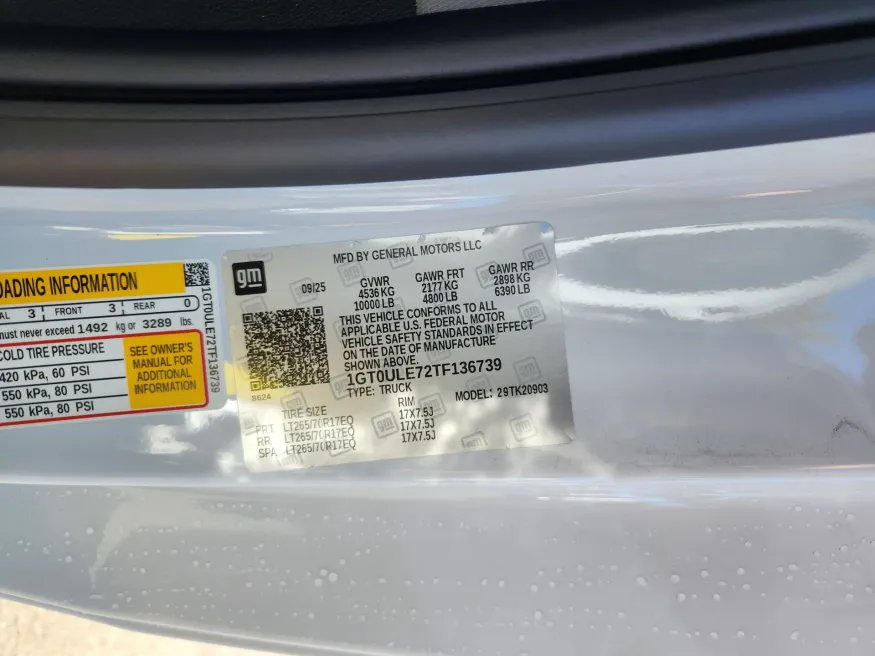 OADING INFORMATION
AL 3 FRONT 3 REAR 0
must never exceed 1492 kg or 3289 lbs.
COLD TIRE PRESSURE
420 kPa, 60 PSI
550 kPa, 80 PSI
550 kPa, 80 PSI
SEE OWNER'S
MANUAL FOR
ADDITIONAL
INFORMATION
1GT0ULE72TF136739
gm
MFD BY GENERAL MOTORS LLC
09/25
GVWR GAWR FRT GAWR RR
4536 KG 2177 KG 2898 KG
10000 LB 4800 LB 6390 LB
THIS VEHICLE CONFORMS TO ALL
APPLICABLE U.S. FEDERAL MOTOR
VEHICLE SAFETY STANDARDS IN EFFECT
ON THE DATE OF MANUFACTURE
SHOWN ABOVE.
1GT0ULE72TF136739
TYPE: TRUCK MODEL: 29TK20903
8624
TIRE SIZE RIM
FRT LT265/70R17EQ 17X7.5J
RR LT265/70R17EQ 17X7.5J
SPA LT265/70R17EQ 17X7.5J